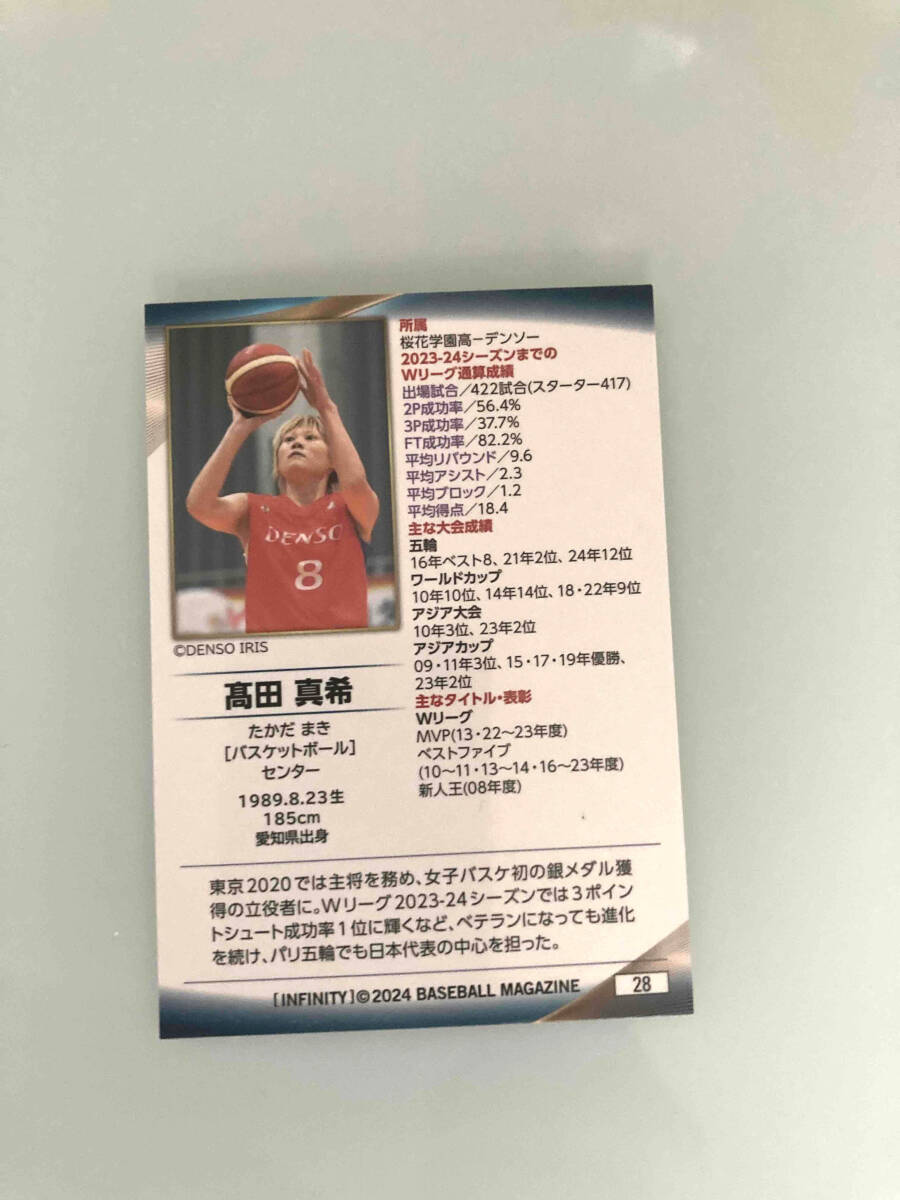 DENSO
8
©DENSO IRIS
髙田 真希
たかだ まき
[バスケットボール]
センター
1989.8.23生
185cm
愛知県出身
所属
桜花学園高−デンソー
2023-24シーズンまでの
Wリーグ通算成績
出場試合/422試合(スターター417)
2P成功率/56.4%
3P成功率/37.7%
FT成功率/82.2%
平均リバウンド/9.6
平均アシスト/2.3
平均ブロック/1.2
平均得点/18.4
主な大会成績
五輪
16年ベスト8、21年2位、24年12位
ワールドカップ
10年10位、14年14位、18・22年9位
アジア大会
10年3位、23年2位
アジアカップ
09・11年3位、15・17・19年優勝、
23年2位
主なタイトル・表彰
Wリーグ
MVP(13・22〜23年度)
ベストファイブ
(10〜11・13〜14・16〜23年度)
新人王(08年度)
東京2020では主将を務め、女子バスケ初の銀メダル獲
得の立役者に。Wリーグ2023-24シーズンでは3ポイン
トシュート成功率1位に輝くなど、ベテランになっても進化
を続け、パリ五輪でも日本代表の中心を担った。
[INFINITY]©2024 BASEBALL MAGAZINE
28